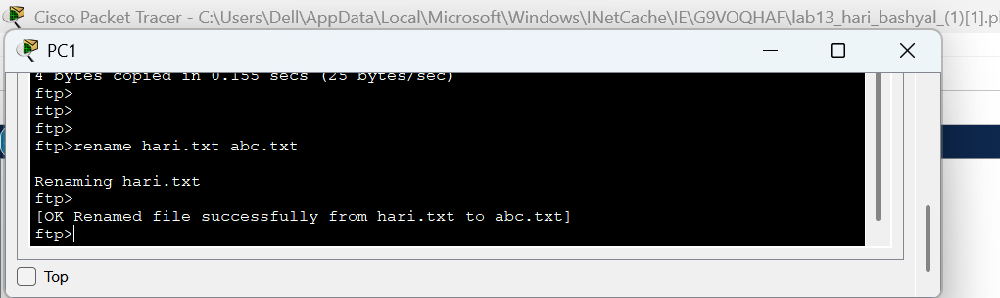 Cisco Packet Tracer - C:\Users\Dell\AppData\Local\Microsoft\Windows\INetCache\IE\G9VOQHAF\lab13_hari_bashyal_(1)[1].p
PC1
4 bytes copied in 0.155 secs (25 bytes/sec)
ftp>
ftp>
ftp>
ftp>rename hari.txt abc.txt
Renaming hari.txt
ftp>
[OK Renamed file successfully from hari.txt to abc.txt]
ftp>
Top